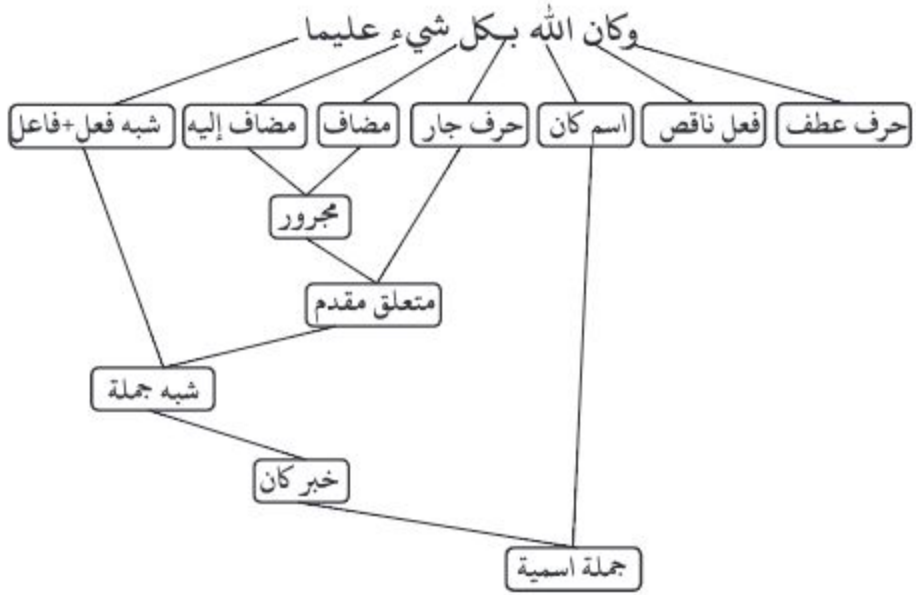 وكان الله بكل شيء عليما
حرف عطف
فعل ناقص
اسم كان
حرف جار
مضاف
مضاف إليه
شبه فعل+فاعل
مجرور
متعلق مقدم
شبه جملة
خبر كان
جملة اسمية